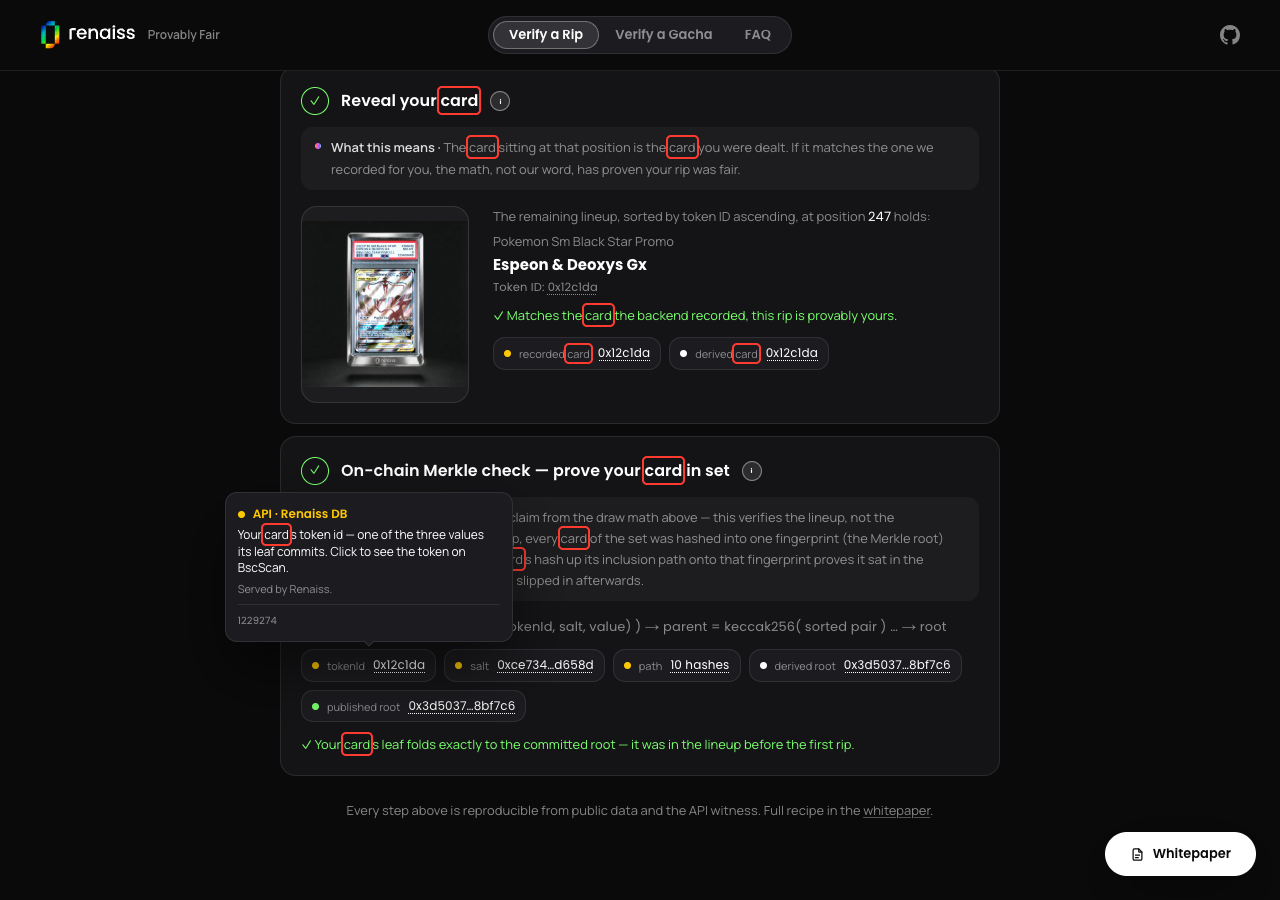 renaiss
Provably Fair
Verify a Rip
Verify a Gacha
FAQ
Reveal your card
i
What this means · The card sitting at that position is the card you were dealt. If it matches the one we
recorded for you, the math, not our word, has proven your rip was fair.
The remaining lineup, sorted by token ID ascending, at position 247 holds:
Pokemon Sm Black Star Promo
Espeon & Deoxys Gx
Token ID: 0x12c1da
✓ Matches the card the backend recorded, this rip is provably yours.
recorded card 0x12c1da
derived card 0x12c1da
On-chain Merkle check — prove your card in set
i
claim from the draw math above — this verifies the lineup, not the
p, every card of the set was hashed into one fingerprint (the Merkle root)
rd s hash up its inclusion path onto that fingerprint proves it sat in the
slipped in afterwards.
API · Renaiss DB
Your card s token id — one of the three values
its leaf commits. Click to see the token on
BscScan.
Served by Renaiss.
1229274
okenId, salt, value) ) → parent = keccak256( sorted pair ) … → root
tokenId 0x12c1da
salt 0xce734…d658d
path 10 hashes
derived root 0x3d5037…8bf7c6
published root 0x3d5037…8bf7c6
✓ Your card s leaf folds exactly to the committed root — it was in the lineup before the first rip.
Every step above is reproducible from public data and the API witness. Full recipe in the whitepaper.
Whitepaper